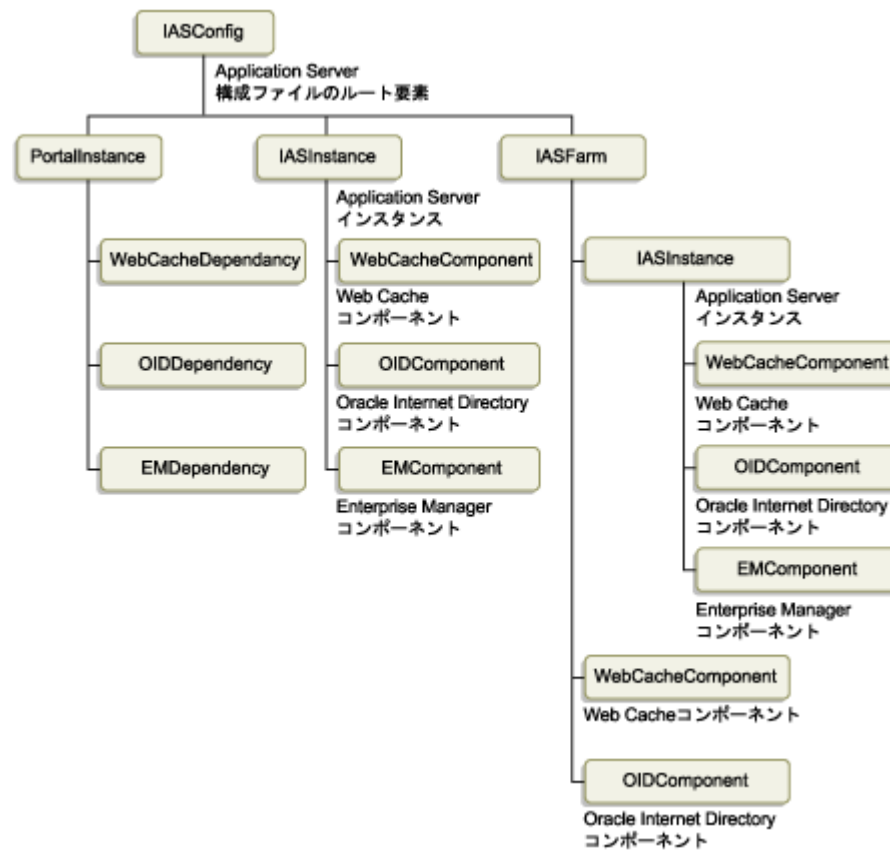 IASConfig
Application Server
構成ファイルのルート要素
PortalInstance
IASInstance
IASFarm
Application Server
インスタンス
WebCacheDependancy
WebCacheComponent
IASInstance
Web Cache
コンポーネント
Application Server
インスタンス
OIDDependency
OIDComponent
WebCacheComponent
Oracle Internet Directory
コンポーネント
Web Cache
コンポーネント
EMDependency
EMComponent
OIDComponent
Enterprise Manager
コンポーネント
Oracle Internet Directory
コンポーネント
EMComponent
Enterprise Manager
コンポーネント
WebCacheComponent
Web Cacheコンポーネント
OIDComponent
Oracle Internet Directory
コンポーネント